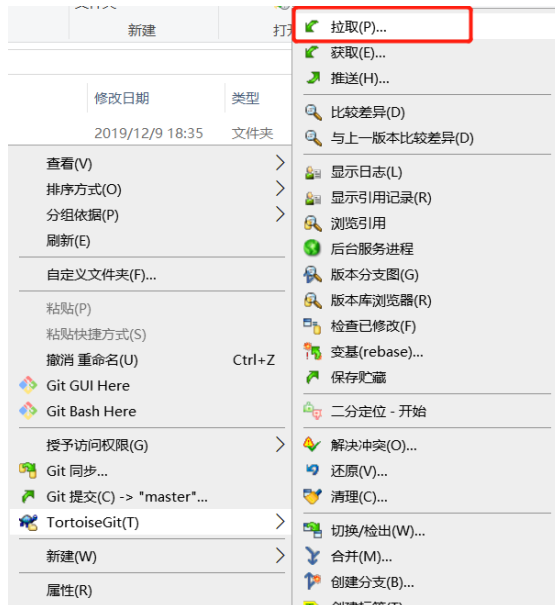 文件夹
新建
打开
修改日期
类型
2019/12/9 18:35
文件夹
查看(V)
排序方式(O)
分组依据(P)
刷新(E)
自定义文件夹(F)...
粘贴(P)
粘贴快捷方式(S)
撤消 重命名(U)
Ctrl+Z
Git GUI Here
Git Bash Here
授予访问权限(G)
Git 同步...
Git 提交(C) -> "master"...
TortoiseGit(T)
新建(W)
属性(R)
拉取(P)...
获取(E)...
推送(H)...
比较差异(D)
与上一版本比较差异(D)
显示日志(L)
显示引用记录(R)
浏览引用
后台服务进程
版本分支图(G)
版本库浏览器(R)
检查已修改(F)
变基(rebase)...
保存贮藏
二分定位 - 开始
解决冲突(O)...
还原(V)...
清理(C)...
切换/检出(W)...
合并(M)...
创建分支(B)...
创建标签(T)